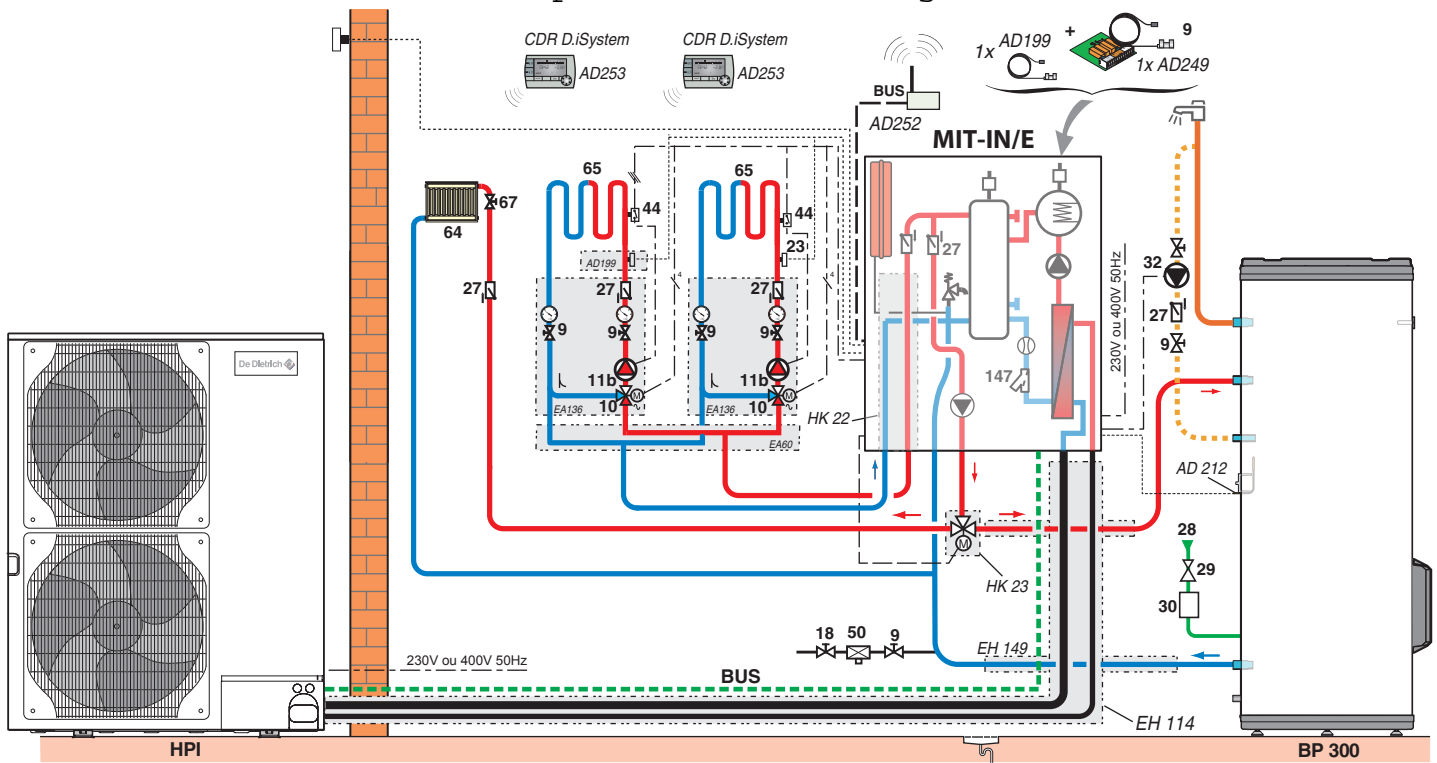 CDR D.iSystem
AD253
CDR D.iSystem
AD253
1x AD199
+
9
1x AD249
BUS
AD252
MIT-IN/E
65
65
44
44
67
64
23
27
AD199
4
4
27
27
27
9
9
9
9
11b
11b
M
M
10
10
EA136
EA136
EA60
HK 22
147
230V ou 400V 50Hz
32
27
9
AD 212
De Dietrich
M
HK 23
28
29
30
18
50
9
EH 149
230V ou 400V 50Hz
BUS
EH 114
HPI
BP 300